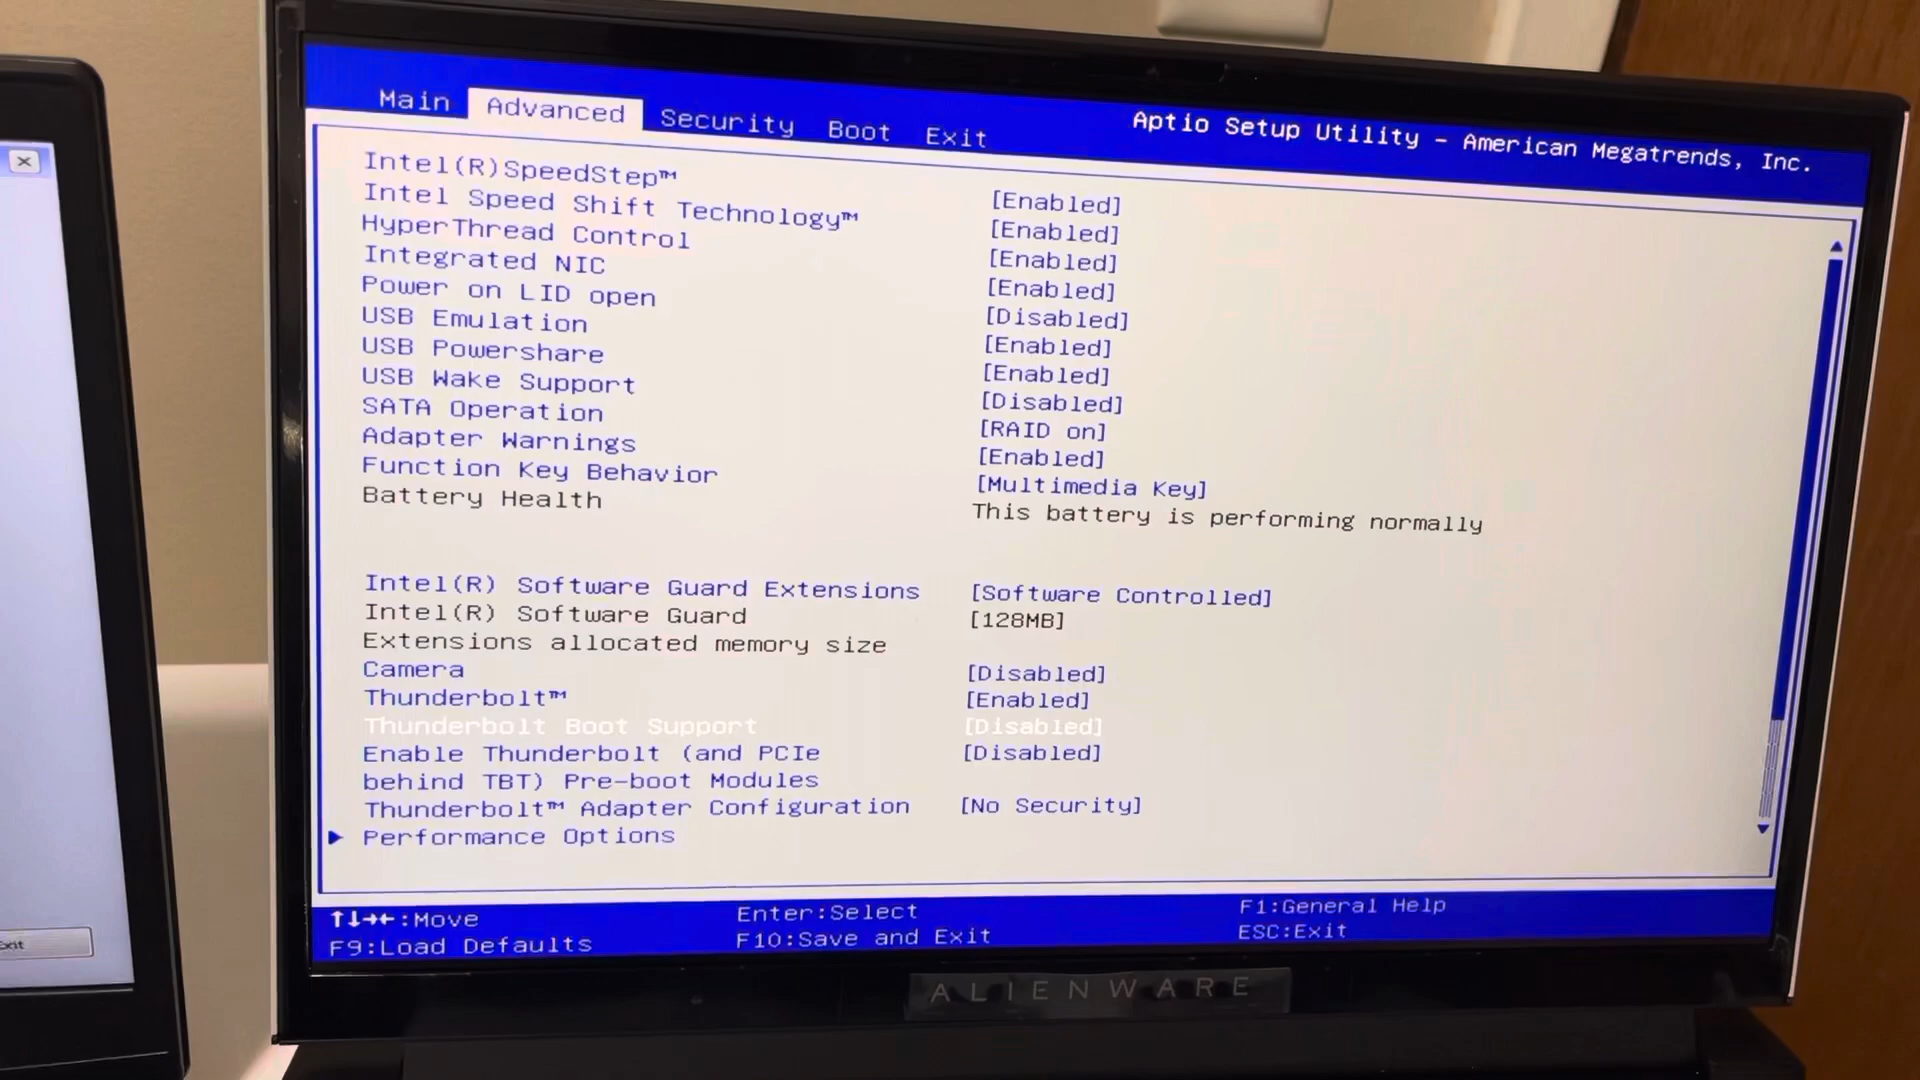 Main Advanced Security Boot Exit
Aptio Setup Utility – American Megatrends, Inc.
Intel(R)SpeedStep™ [Enabled]
Intel Speed Shift Technology™ [Enabled]
HyperThread Control [Enabled]
Integrated NIC [Enabled]
Power on LID open [Disabled]
USB Emulation [Enabled]
USB Powershare [Enabled]
USB Wake Support [Disabled]
SATA Operation [RAID on]
Adapter Warnings [Enabled]
Function Key Behavior [Multimedia Key]
Battery Health This battery is performing normally
Intel(R) Software Guard Extensions [Software Controlled]
Intel(R) Software Guard [128MB]
Extensions allocated memory size
Camera [Disabled]
Thunderbolt™ [Enabled]
Thunderbolt Boot Support [Disabled]
Enable Thunderbolt (and PCIe [Disabled]
behind TBT) Pre-boot Modules
Thunderbolt™ Adapter Configuration [No Security]
Performance Options
↑↓→←:Move Enter:Select F1:General Help
F9:Load Defaults F10:Save and Exit ESC:Exit
ALIENWARE